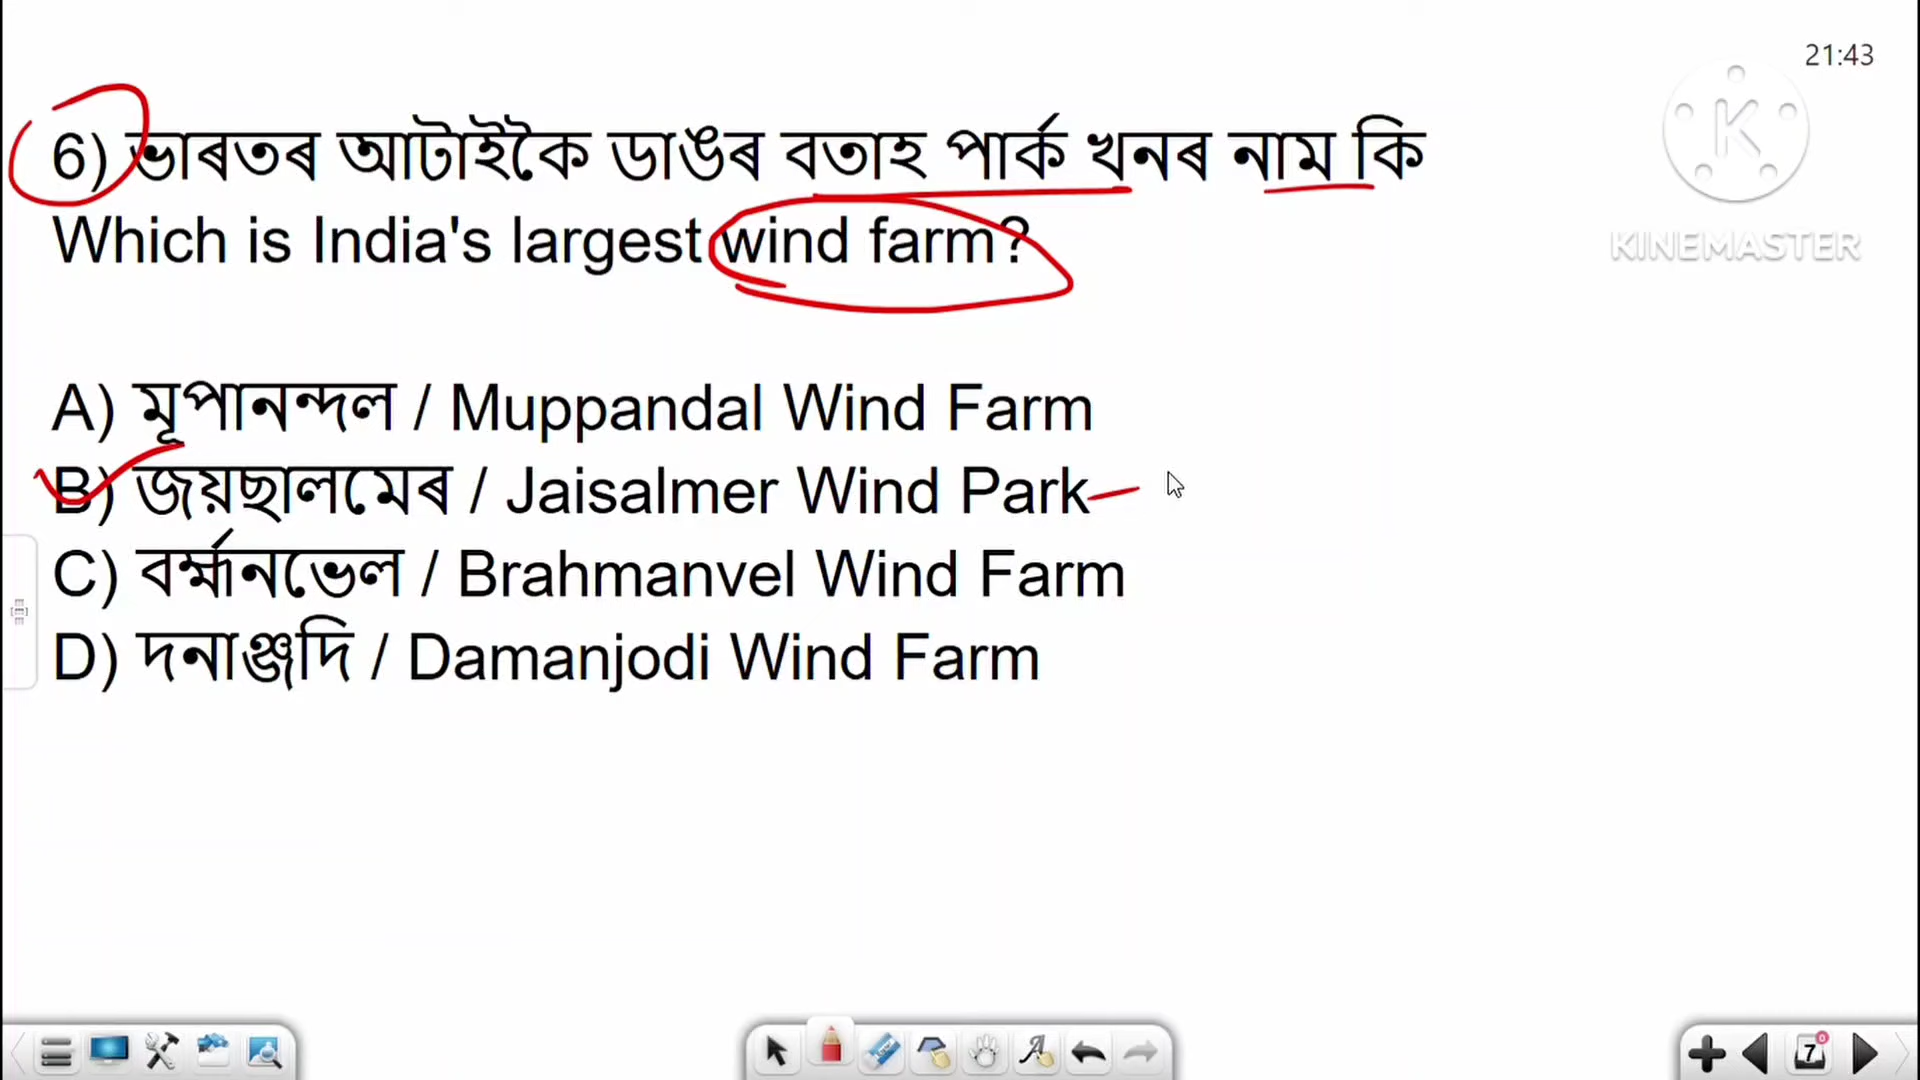 21:43
6) ভাৰতৰ আটাইকৈ ডাঙৰ বতাহ পাৰ্ক খনৰ নাম কি
Which is India's largest wind farm?
KINEMASTER
A) মূপানন্দল / Muppandal Wind Farm
B) জয়ছালমেৰ / Jaisalmer Wind Park
C) বৰ্হ্মানভেল / Brahmanvel Wind Farm
D) দনাঞ্জদি / Damanjodi Wind Farm
7